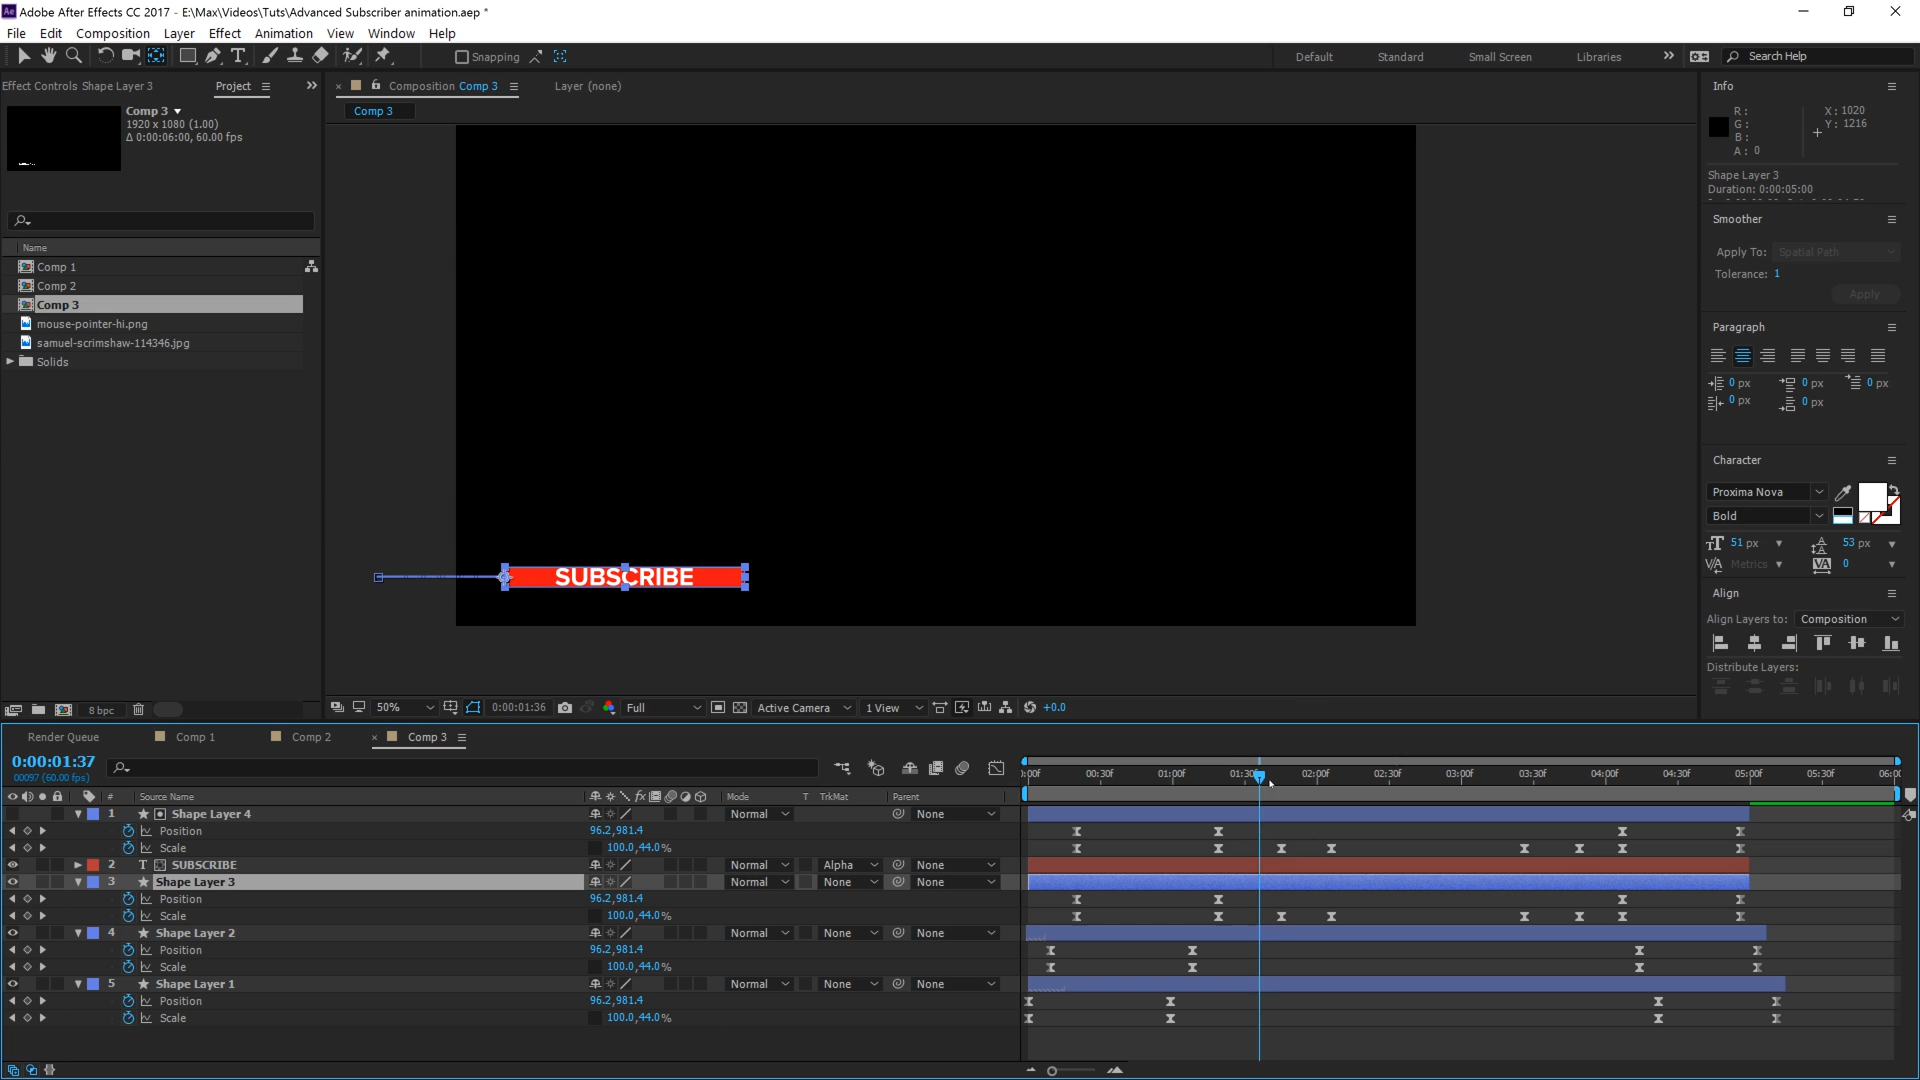 Adobe After Effects CC 2017 - E:\Max\Videos\Tuts\Advanced Subscriber animation.aep *
File Edit Composition Layer Effect Animation View Window Help
Snapping
Default Standard Small Screen Libraries Search Help
Effect Controls Shape Layer 3 Project
Composition Comp 3 Layer (none)
Comp 3
Comp 3
1920 x 1080 (1.00)
Δ 0:00:06:00, 60.00 fps
Name
Comp 1
Comp 2
Comp 3
mouse-pointer-hi.png
samuel-scrimshaw-114346.jpg
Solids
SUBSCRIBE
Info
R:
G:
B:
A: 0
X: 1020
Y: 1216
Shape Layer 3
Duration: 0:00:05:00
Smoother
Apply To: Spatial Path
Tolerance: 1
Apply
Paragraph
0 px 0 px 0 px
0 px 0 px
Character
Proxima Nova
Bold
51 px 53 px
Metrics 0
Align
Align Layers to: Composition
Distribute Layers:
8 bpc
50% 0:00:01:36 Full Active Camera 1 View +0.0
Render Queue Comp 1 Comp 2 Comp 3
0:00:01:37
00097 (60.00 fps)
:00f 00:30f 01:00f 01:30f 02:00f 02:30f 03:00f 03:30f 04:00f 04:30f 05:00f 05:30f 06:00
# Source Name Mode T TrkMat Parent
1 Shape Layer 4 Normal None
Position 96.2,981.4
Scale 100.0,44.0%
2 T SUBSCRIBE Normal Alpha None
3 Shape Layer 3 Normal None None
Position 96.2,981.4
Scale 100.0,44.0%
4 Shape Layer 2 Normal None None
Position 96.2,981.4
Scale 100.0,44.0%
5 Shape Layer 1 Normal None None
Position 96.2,981.4
Scale 100.0,44.0%